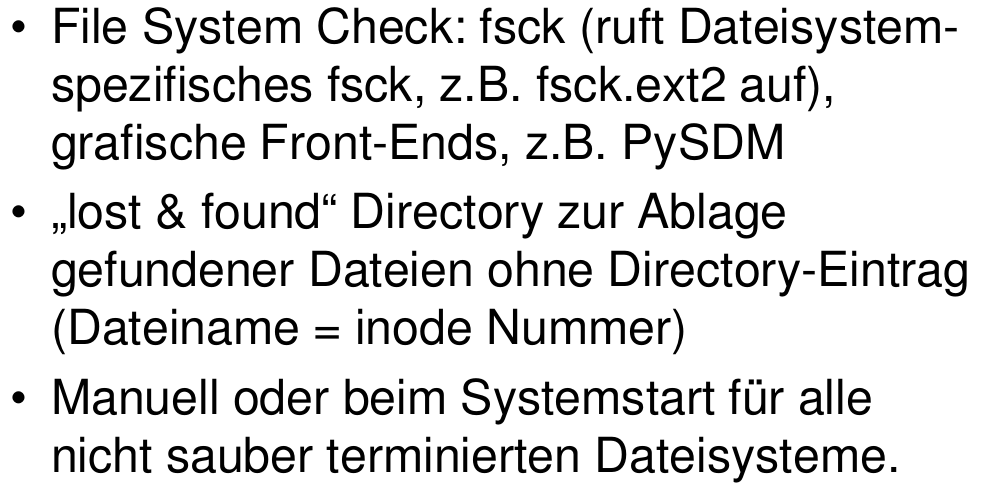 • File System Check: fsck (ruft Dateisystem-
spezifisches fsck, z.B. fsck.ext2 auf),
grafische Front-Ends, z.B. PySDM
• „lost & found“ Directory zur Ablage
gefundener Dateien ohne Directory-Eintrag
(Dateiname = inode Nummer)
• Manuell oder beim Systemstart für alle
nicht sauber terminierten Dateisysteme.